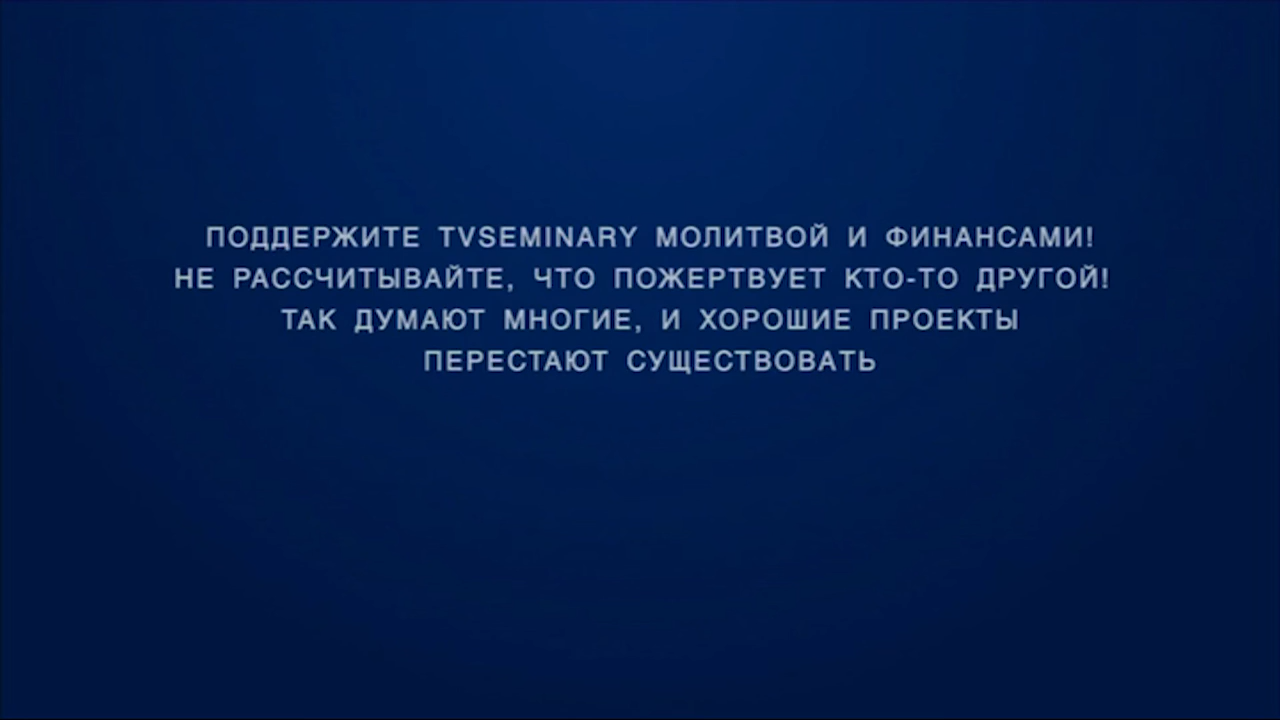 ПОДДЕРЖИТЕ TVSEMINARY МОЛИТВОЙ И ФИНАНСАМИ!
НЕ РАССЧИТЫВАЙТЕ, ЧТО ПОЖЕРТВУЕТ КТО-ТО ДРУГОЙ!
ТАК ДУМАЮТ МНОГИЕ, И ХОРОШИЕ ПРОЕКТЫ
ПЕРЕСТАЮТ СУЩЕСТВОВАТЬ